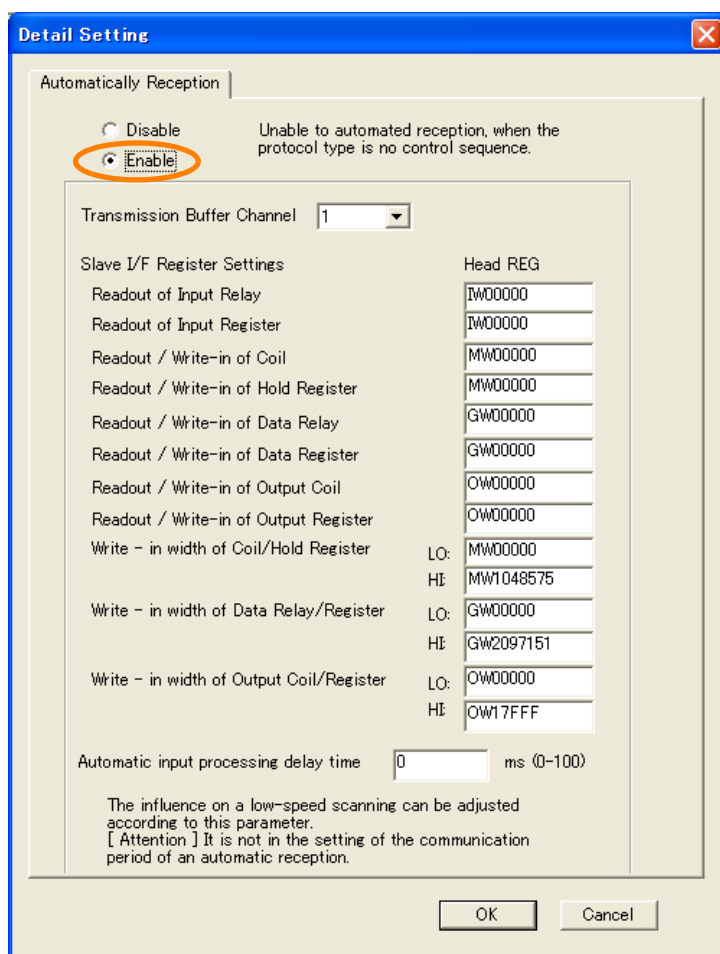 Detail Setting
Automatically Reception
Disable
Unable to automated reception, when the
protocol type is no control sequence.
Enable
Transmission Buffer Channel 1
Slave I/F Register Settings Head REG
Readout of Input Relay IW00000
Readout of Input Register IW00000
Readout / Write-in of Coil MW00000
Readout / Write-in of Hold Register MW00000
Readout / Write-in of Data Relay GW00000
Readout / Write-in of Data Register GW00000
Readout / Write-in of Output Coil OW00000
Readout / Write-in of Output Register OW00000
Write - in width of Coil/Hold Register LO: MW00000
HI: MW1048575
Write - in width of Data Relay/Register LO: GW00000
HI: GW2097151
Write - in width of Output Coil/Register LO: OW00000
HI: OW17FFF
Automatic input processing delay time 0 ms (0-100)
The influence on a low-speed scanning can be adjusted
according to this parameter.
[ Attention ] It is not in the setting of the communication
period of an automatic reception.
OK Cancel